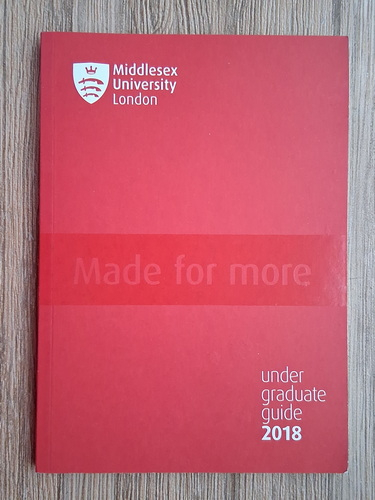 Middlesex
University
London
Made for more
under
graduate
guide
2018